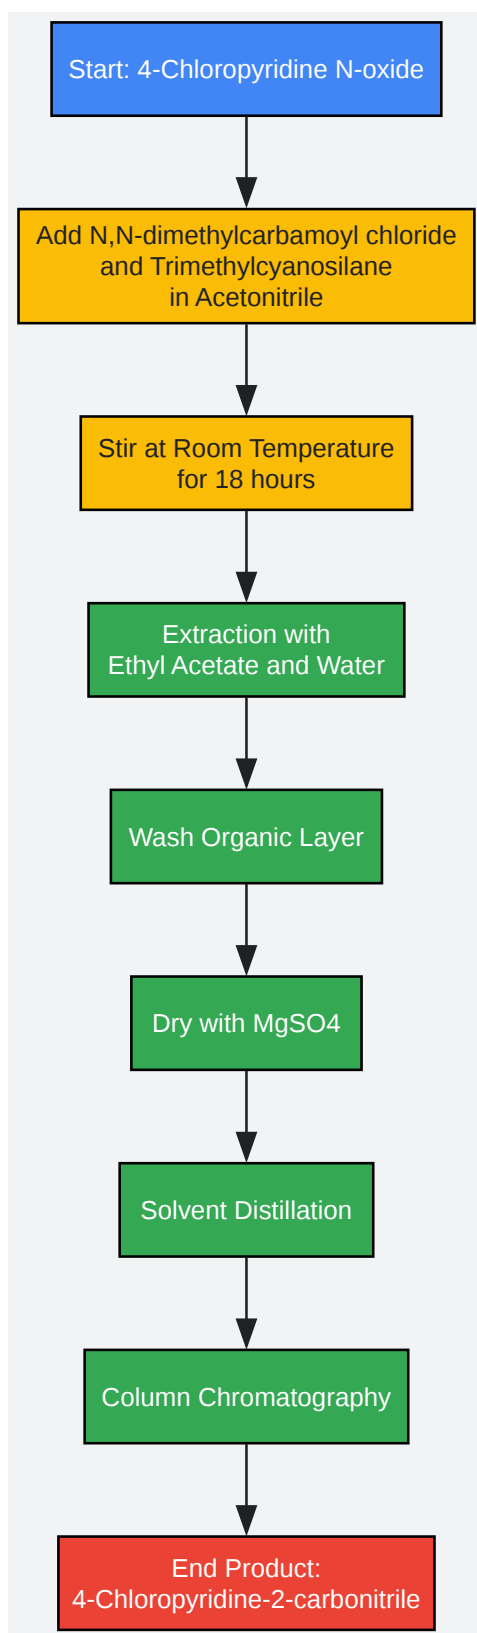 Start: 4-Chloropyridine N-oxide
Add N,N-dimethylcarbamoyl chloride
and Trimethylcyanosilane
in Acetonitrile
Stir at Room Temperature
for 18 hours
Extraction with
Ethyl Acetate and Water
Wash Organic Layer
Dry with MgSO4
Solvent Distillation
Column Chromatography
End Product:
4-Chloropyridine-2-carbonitrile